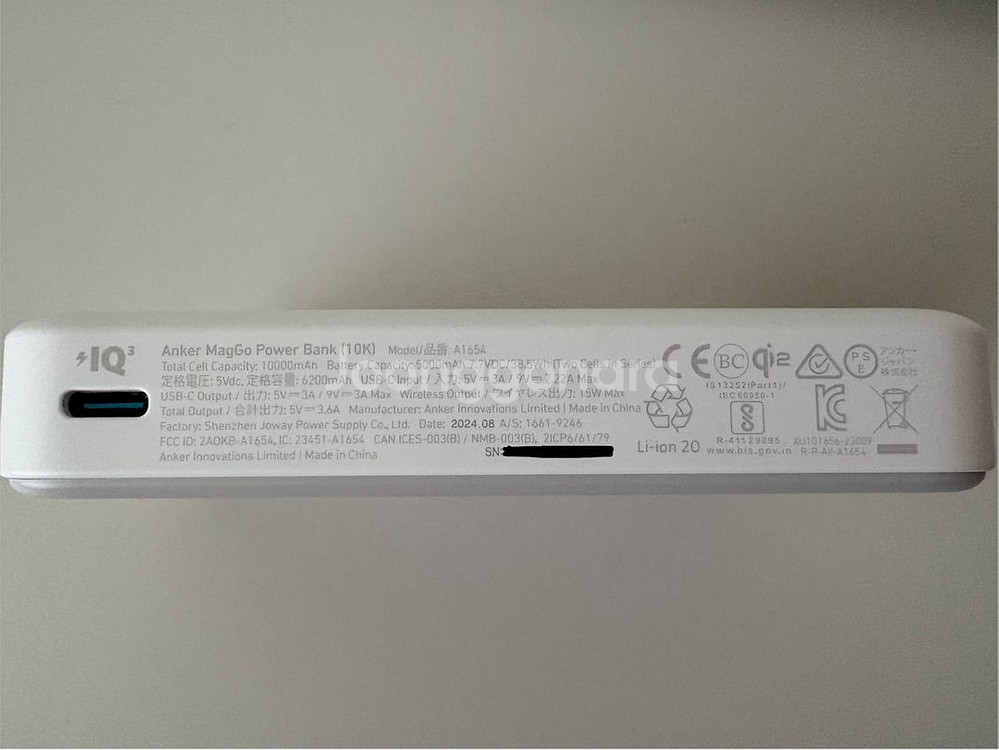 IQ³
Anker MagGo Power Bank (10K) Model/品番: A1654
Total Cell Capacity: 10000mAh Battery Capacity: 5000mAh 7.7VDC/38.5Wh (Two Cells in Series)
定格電圧: 5Vdc, 定格容量: 6200mAh USB-C Input / 入力: 5V⎓3A / 9V⎓2.22A Max
USB-C Output / 出力: 5V⎓3A / 9V⎓3A Max Wireless Output / ワイヤレス出力: 15W Max
Total Output / 合計出力: 5V⎓3.6A Manufacturer: Anker Innovations Limited | Made in China
Factory: Shenzhen Joway Power Supply Co., Ltd. Date: 2024.08 A/S: 1661-9246
FCC ID: 2AOKB-A1654, IC: 23451-A1654 CAN ICES-003(B) / NMB-003(B), 2ICP6/61/79
Anker Innovations Limited | Made in China SN:
CE BC qi2 PSE
アンカー・
ジャパン
株式会社
IS13252(Part1)/
IEC 60950-1
Li-ion 20
R-41129895
www.bis.gov.in
XU101656-23009
R-R-AII-A1654